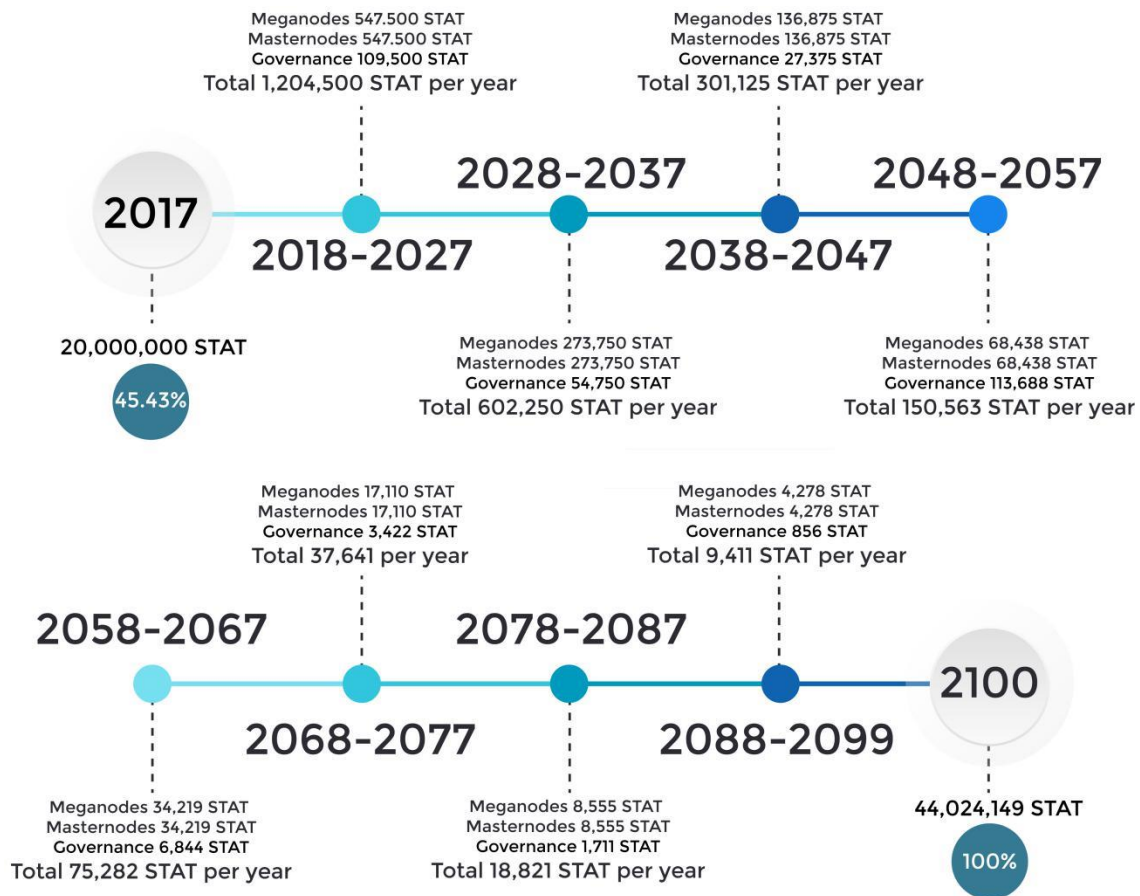 Meganodes 547.500 STAT
Masternodes 547.500 STAT
Governance 109,500 STAT
Total 1,204,500 STAT per year
Meganodes 136,875 STAT
Masternodes 136,875 STAT
Governance 27,375 STAT
Total 301,125 STAT per year
2017
2018-2027
2028-2037
2038-2047
2048-2057
20,000,000 STAT
45.43%
Meganodes 273,750 STAT
Masternodes 273,750 STAT
Governance 54,750 STAT
Total 602,250 STAT per year
Meganodes 68,438 STAT
Masternodes 68,438 STAT
Governance 113,688 STAT
Total 150,563 STAT per year
Meganodes 17,110 STAT
Masternodes 17,110 STAT
Governance 3,422 STAT
Total 37,641 per year
Meganodes 4,278 STAT
Masternodes 4,278 STAT
Governance 856 STAT
Total 9,411 STAT per year
2058-2067
2068-2077
2078-2087
2088-2099
2100
Meganodes 34,219 STAT
Masternodes 34,219 STAT
Governance 6,844 STAT
Total 75,282 STAT per year
Meganodes 8,555 STAT
Masternodes 8,555 STAT
Governance 1,711 STAT
Total 18,821 STAT per year
44,024,149 STAT
100%